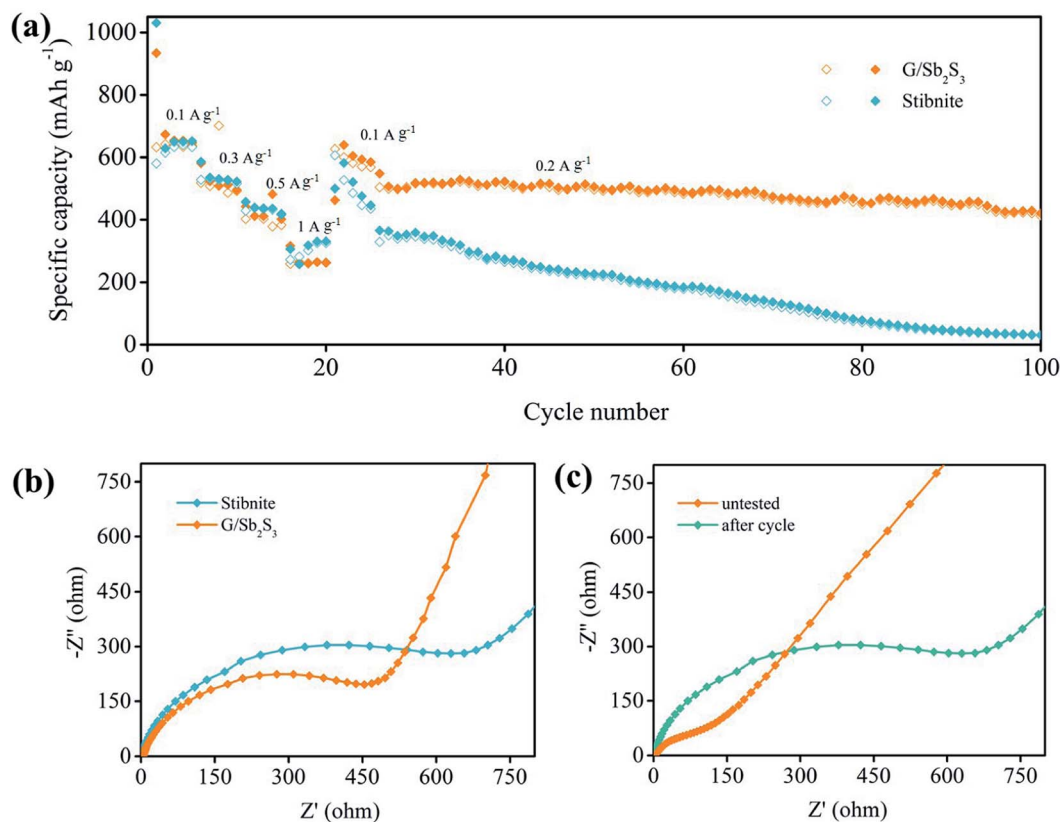 (a)
1000
800
600
400
200
0
Specific capacity (mAh g⁻¹)
0.1 A g⁻¹
0.3 A g⁻¹
0.5 A g⁻¹
1 A g⁻¹
0.1 A g⁻¹
0.2 A g⁻¹
G/Sb₂S₃
Stibnite
0 20 40 60 80 100
Cycle number
(b)
750
600
450
300
150
0
-Z'' (ohm)
Stibnite
G/Sb₂S₃
0 150 300 450 600 750
Z' (ohm)
(c)
750
600
450
300
150
0
-Z'' (ohm)
untested
after cycle
0 150 300 450 600 750
Z' (ohm)